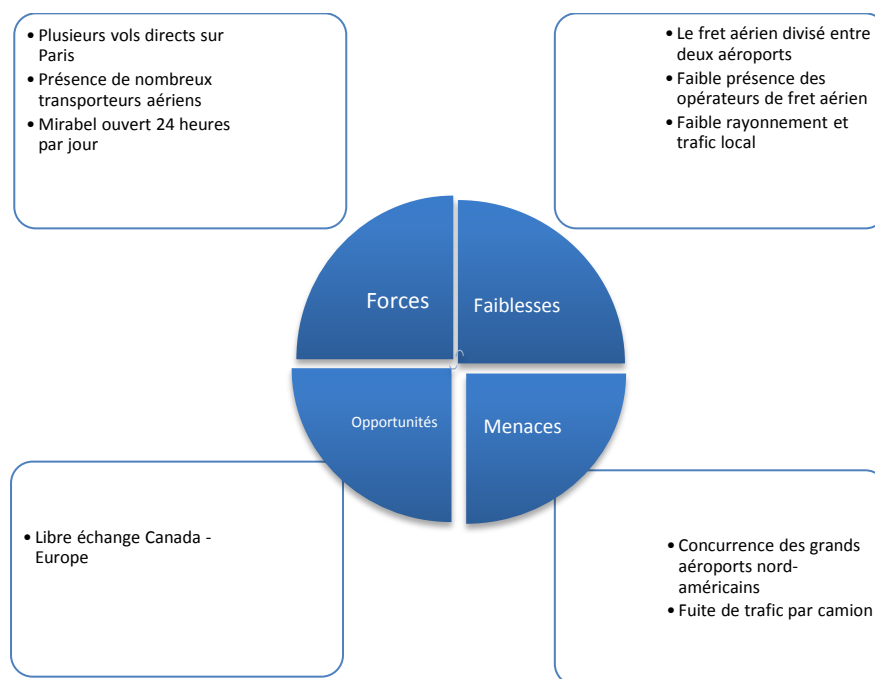 • Plusieurs vols directs sur
Paris
• Présence de nombreux
transporteurs aériens
• Mirabel ouvert 24 heures
par jour
• Le fret aérien divisé entre
deux aéroports
• Faible présence des
opérateurs de fret aérien
• Faible rayonnement et
trafic local
Forces
Faiblesses
Opportunités
Menaces
• Libre échange Canada -
Europe
• Concurrence des grands
aéroports nord-
américains
• Fuite de trafic par camion